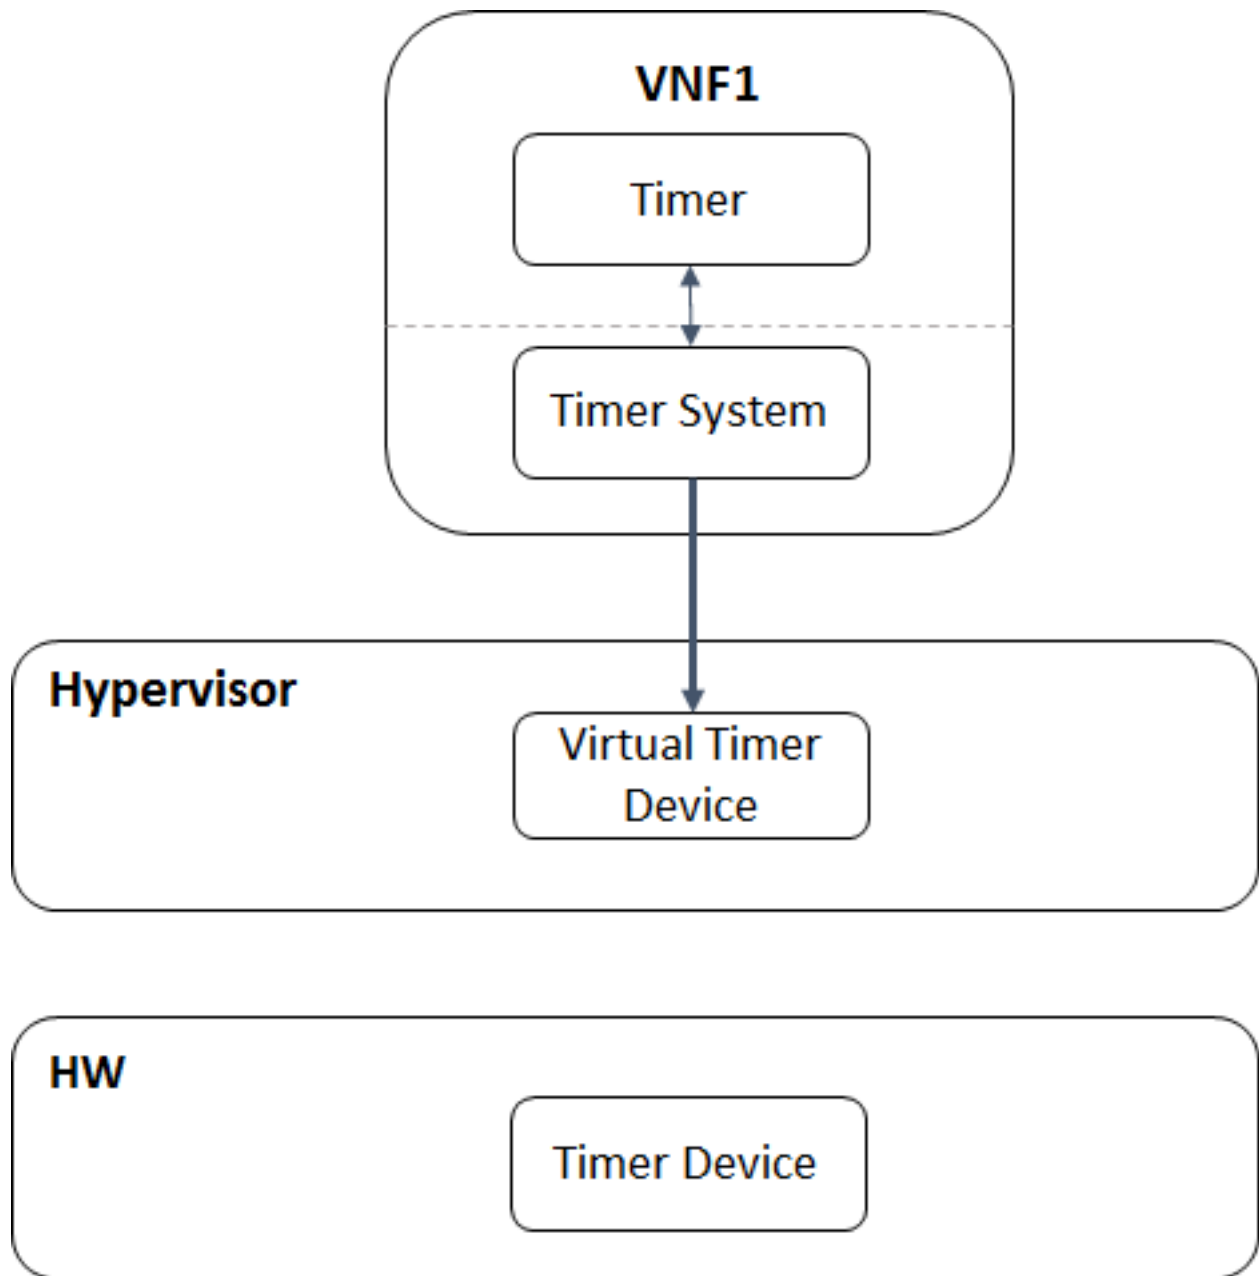 VNF1
Timer
Timer System
Hypervisor
Virtual Timer
Device
HW
Timer Device